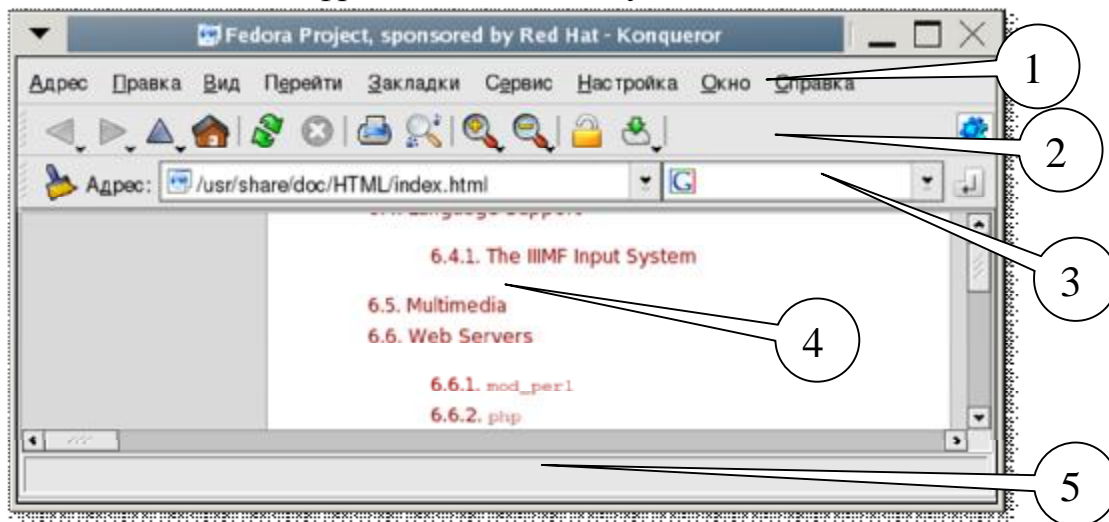 Fedora Project, sponsored by Red Hat - Konqueror
Адрес Правка Вид Перейти Закладки Сервис Настройка Окно Справка
1
2
Адрес: /usr/share/doc/HTML/index.html G
3
Language Support
6.4.1. The IIIMF Input System
6.5. Multimedia
6.6. Web Servers
4
6.6.1. mod_perl
6.6.2. php
5